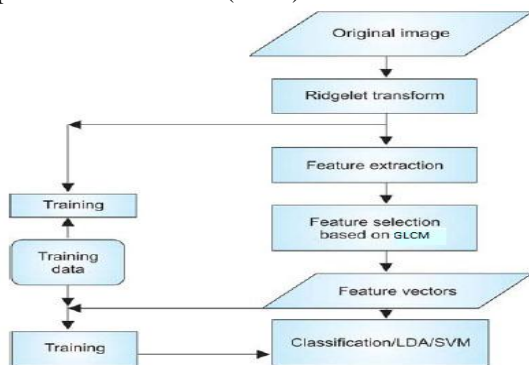 Original image
Ridgelet transform
Feature extraction
Training
Feature selection
based on GLCM
Training
data
Feature vectors
Training
Classification/LDA/SVM